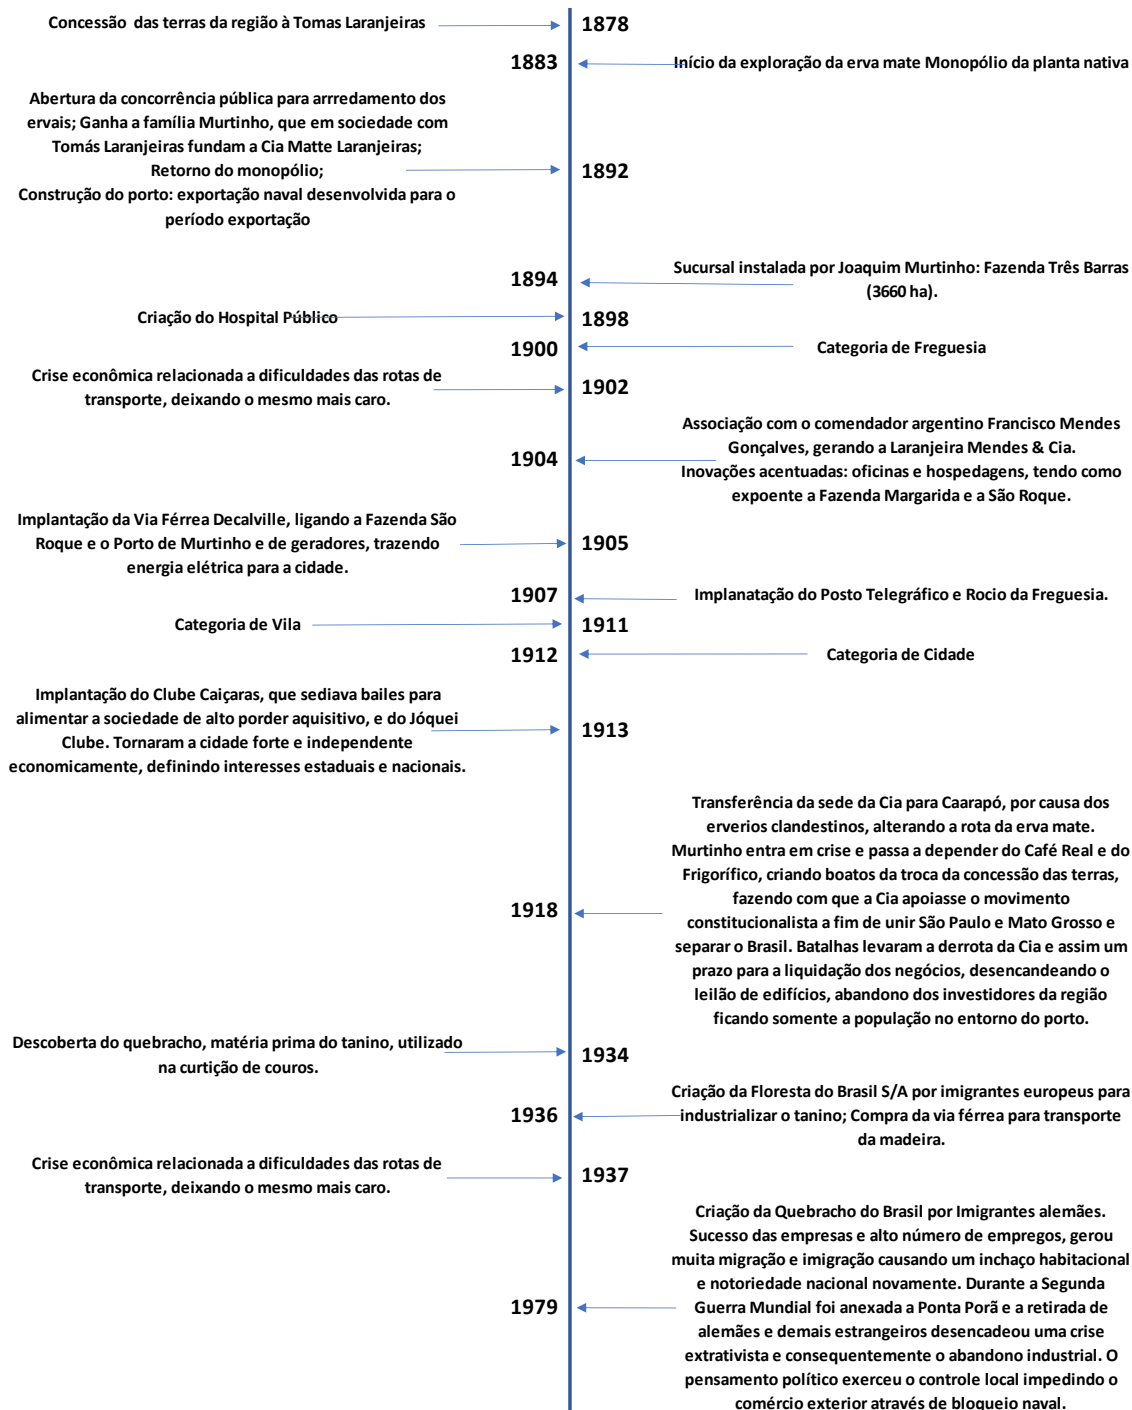 Concessão das terras da região à Tomas Laranjeiras
1878
1883
Início da exploração da erva mate Monopólio da planta nativa
Abertura da concorrência pública para arrredamento dos
ervais; Ganha a família Murtinho, que em sociedade com
Tomás Laranjeiras fundam a Cia Matte Laranjeiras;
Retorno do monopólio;
Construção do porto: exportação naval desenvolvida para o
período exportação
1892
1894
Sucursal instalada por Joaquim Murtinho: Fazenda Três Barras
(3660 ha).
Criação do Hospital Público
1898
1900
Categoria de Freguesia
Crise econômica relacionada a dificuldades das rotas de
transporte, deixando o mesmo mais caro.
1902
1904
Associação com o comendador argentino Francisco Mendes
Gonçalves, gerando a Laranjeira Mendes & Cia.
Inovações acentuadas: oficinas e hospedagens, tendo como
expoente a Fazenda Margarida e a São Roque.
Implantação da Via Férrea Decalville, ligando a Fazenda São
Roque e o Porto de Murtinho e de geradores, trazendo
energia elétrica para a cidade.
1905
1907
Implanatação do Posto Telegráfico e Rocio da Freguesia.
Categoria de Vila
1911
1912
Categoria de Cidade
Implantação do Clube Caiçaras, que sediava bailes para
alimentar a sociedade de alto porder aquisitivo, e do Jóquei
Clube. Tornaram a cidade forte e independente
economicamente, definindo interesses estaduais e nacionais.
1913
1918
Transferência da sede da Cia para Caarapó, por causa dos
erverios clandestinos, alterando a rota da erva mate.
Murtinho entra em crise e passa a depender do Café Real e do
Frigorífico, criando boatos da troca da concessão das terras,
fazendo com que a Cia apoiasse o movimento
constitucionalista a fim de unir São Paulo e Mato Grosso e
separar o Brasil. Batalhas levaram a derrota da Cia e assim um
prazo para a liquidação dos negócios, desencandeando o
leilão de edifícios, abandono dos investidores da região
ficando somente a população no entorno do porto.
Descoberta do quebracho, matéria prima do tanino, utilizado
na curtição de couros.
1934
1936
Criação da Floresta do Brasil S/A por imigrantes europeus para
industrializar o tanino; Compra da via férrea para transporte
da madeira.
Crise econômica relacionada a dificuldades das rotas de
transporte, deixando o mesmo mais caro.
1937
1979
Criação da Quebracho do Brasil por Imigrantes alemães.
Sucesso das empresas e alto número de empregos, gerou
muita migração e imigração causando um inchaço habitacional
e notoriedade nacional novamente. Durante a Segunda
Guerra Mundial foi anexada a Ponta Porã e a retirada de
alemães e demais estrangeiros desencadeou uma crise
extrativista e consequentemente o abandono industrial. O
pensamento político exerceu o controle local impedindo o
comércio exterior através de bloqueio naval.